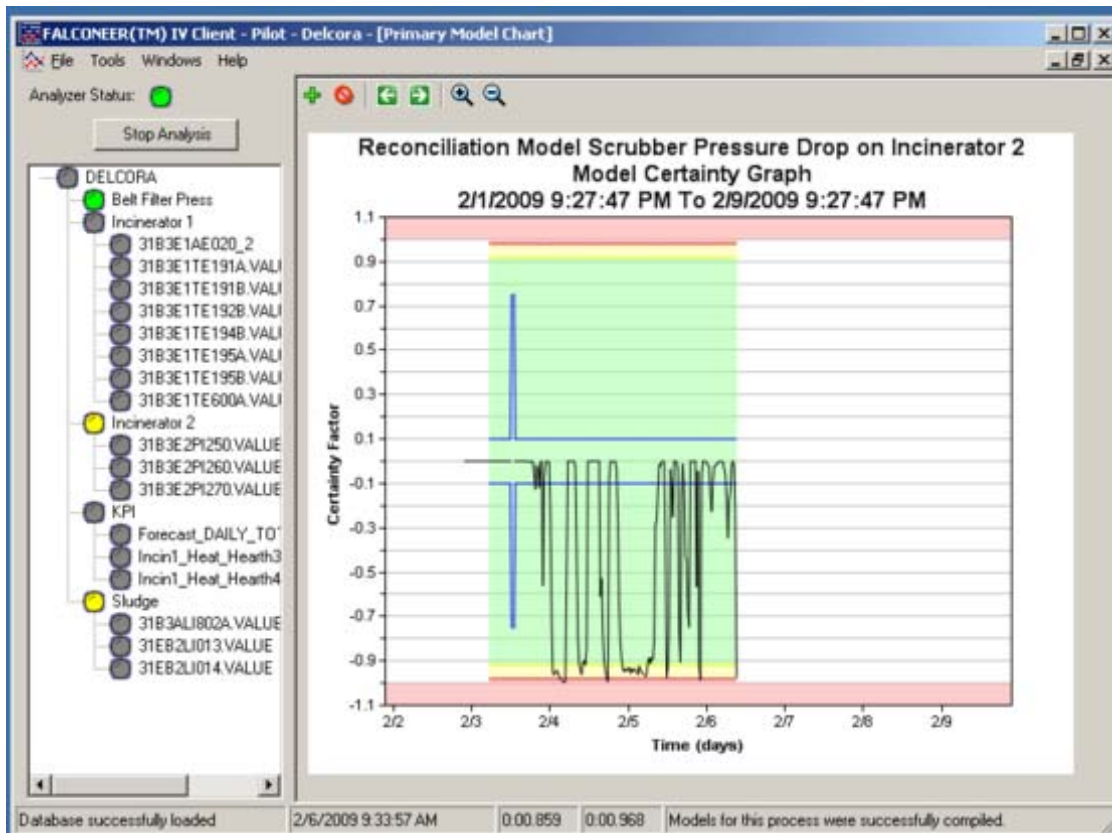 FALCONEER(TM) IV Client - Pilot - Delcora - [Primary Model Chart]
File Tools Windows Help
Analyzer Status:
Stop Analysis
DELCORA
Belt Filter Press
Incinerator 1
31B3E1AE020_2
31B3E1TE191A.VALU
31B3E1TE191B.VALU
31B3E1TE192B.VALU
31B3E1TE194B.VALU
31B3E1TE195A.VALU
31B3E1TE195B.VALU
31B3E1TE600A.VALU
Incinerator 2
31B3E2PI250.VALUE
31B3E2PI260.VALUE
31B3E2PI270.VALUE
KPI
Forecast_DAILY_TO
Incin1_Heat_Hearth3
Incin1_Heat_Hearth4
Sludge
31B3ALI802A.VALUE
31EB2LI013.VALUE
31EB2LI014.VALUE
Reconciliation Model Scrubber Pressure Drop on Incinerator 2
Model Certainty Graph
2/1/2009 9:27:47 PM To 2/9/2009 9:27:47 PM
Certainty Factor
1.1
0.9
0.7
0.5
0.3
0.1
-0.1
-0.3
-0.5
-0.7
-0.9
-1.1
2/2 2/3 2/4 2/5 2/6 2/7 2/8 2/9
Time (days)
Database successfully loaded 2/6/2009 9:33:57 AM 0:00.859 0:00.968 Models for this process were successfully compiled.